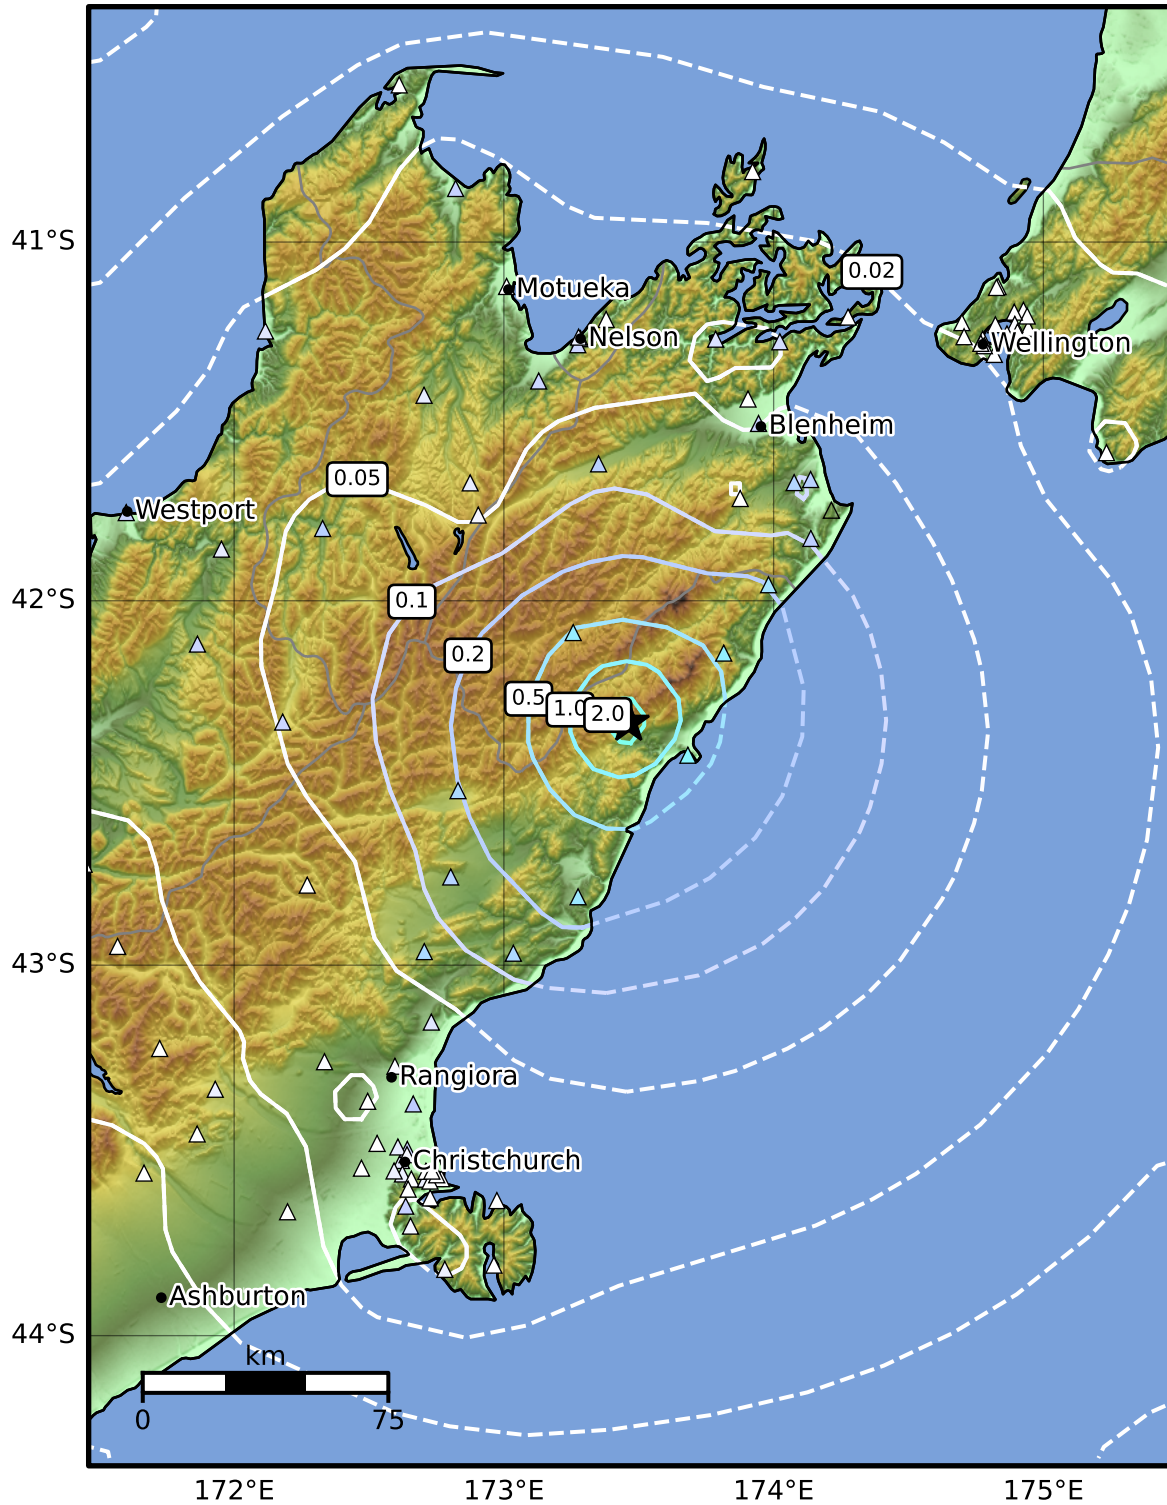 41°S
42°S
43°S
44°S
0.02
Motueka
Nelson
Wellington
Blenheim
0.05
Westport
0.1
0.2
0.5
1.0
2.0
Rangiora
Christchurch
Ashburton
km
0
75
172°E
173°E
174°E
175°E